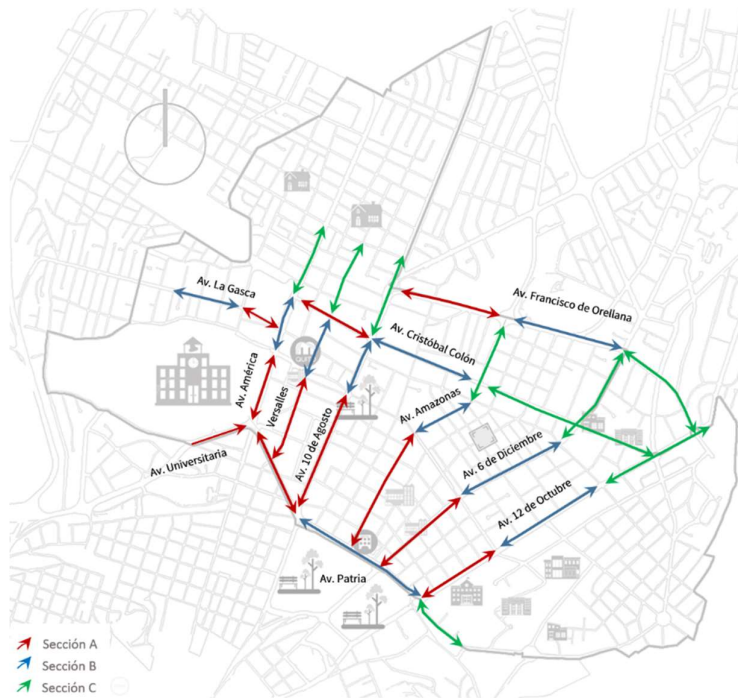 Av. La Gasca
Av. Francisco de Orellana
Av. Cristóbal Colón
Av. América
Versalles
Av. 10 de Agosto
Av. Amazonas
Av. Universitaria
Av. 6 de Diciembre
Av. 12 de Octubre
Av. Patria
Sección A
Sección B
Sección C